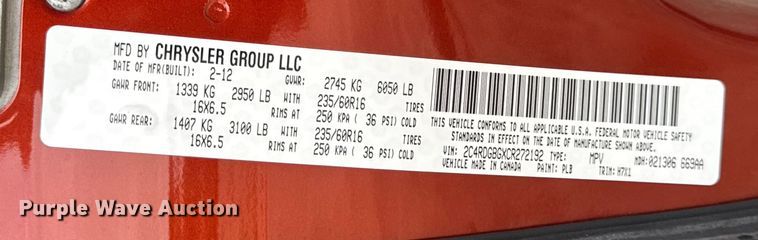 MFD BY CHRYSLER GROUP LLC
DATE OF MFR(BUILT): 2-12 GVWR: 2745 KG 6050 LB
GAWR FRONT: 1339 KG 2950 LB WITH 235/60R16
16X6.5 RIMS AT 250 KPA ( 36 PSI) COLD
GAWR REAR: 1407 KG 3100 LB WITH 235/60R16
16X6.5 RIMS AT 250 KPA ( 36 PSI) COLD
THIS VEHICLE CONFORMS TO ALL APPLICABLE U.S.A. FEDERAL MOTOR VEHICLE SAFETY
STANDARDS IN EFFECT ON THE DATE OF MANUFACTURE SHOWN ABOVE.
VIN: 2C4RDGBGXCR272192 TYPE: MPV MDH: 021306 669AA
VEHICLE MADE IN CANADA PAINT: PLB TRIM: H7X1
Purple Wave Auction